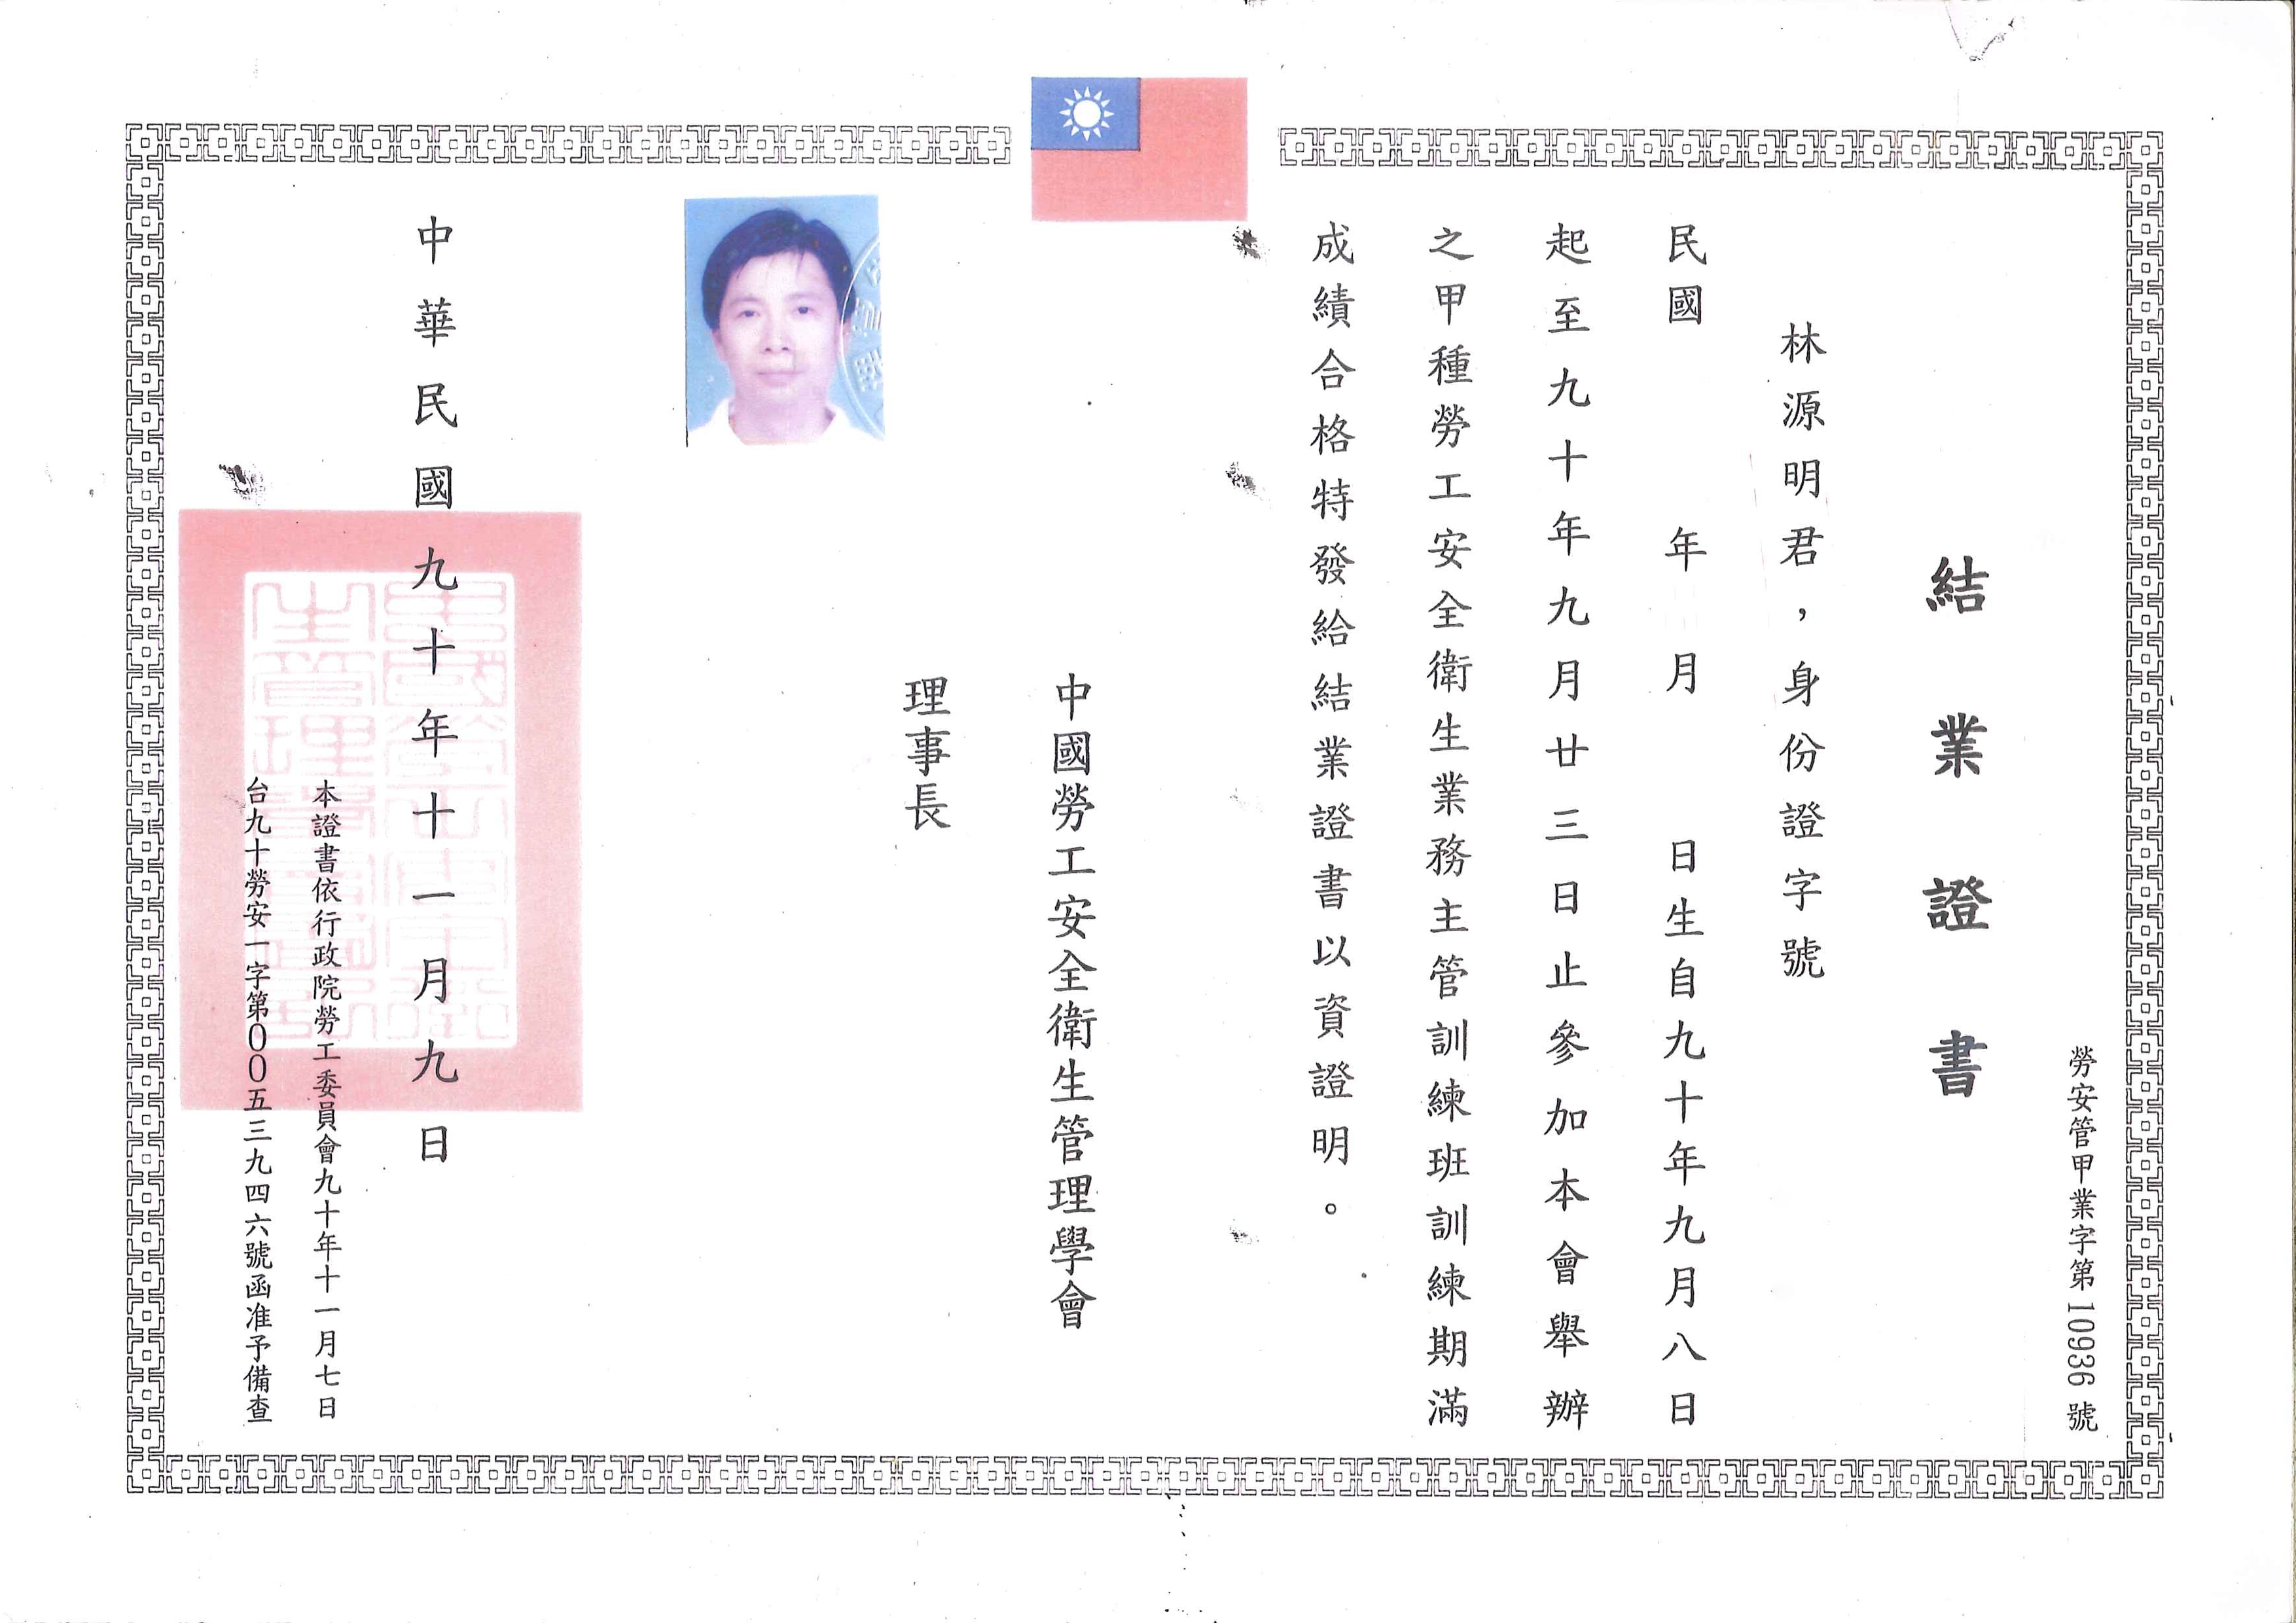 勞安管甲業字第10936號
結業證書
林源明君，身份證字號
民國 年 月 日生自九十年九月八日
起至九十年九月廿三日止參加本會舉辦
之甲種勞工安全衛生業務主管訓練班訓練期滿
成績合格特發給結業證書以資證明。
中國勞工安全衛生管理學會
理事長
中華民國九十年十一月九日
本證書依行政院勞工委員會九十年十一月七日
台九十勞安一字第00五三九四六號函准予備查